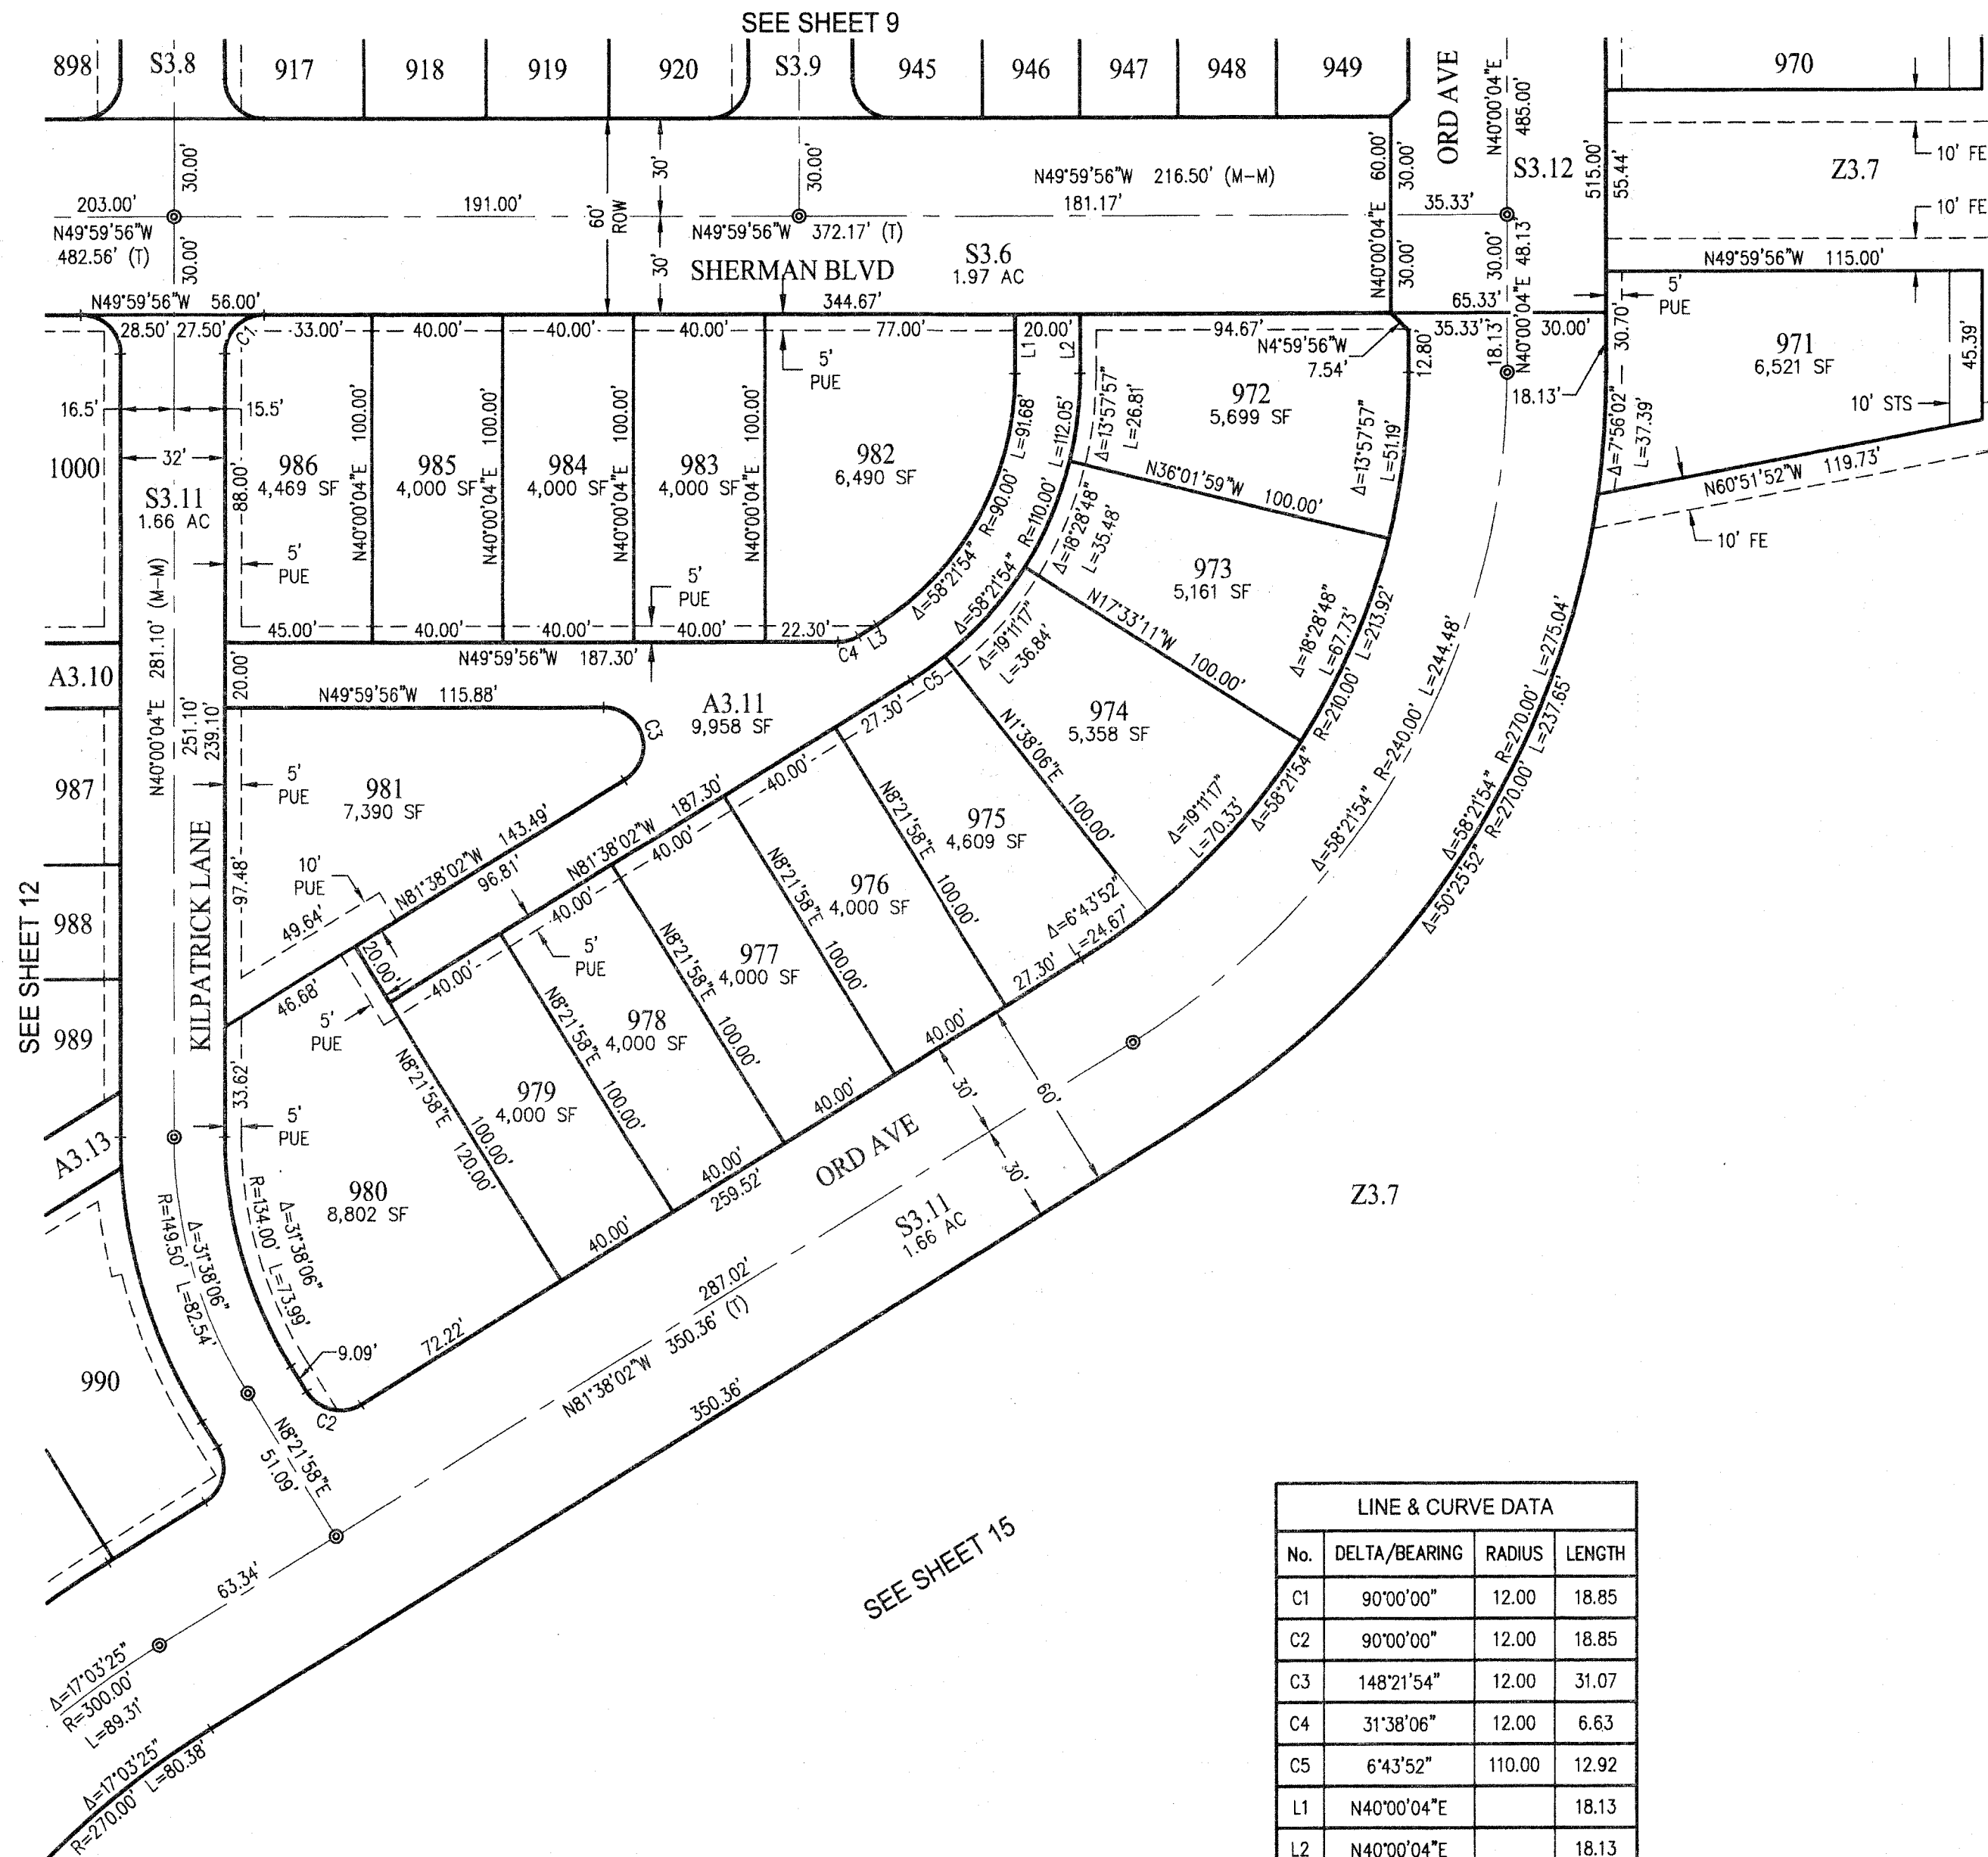 SEE SHEET 9
898
S3.8
917
918
919
920
S3.9
945
946
947
948
949
ORD AVE
N40°00'04"E
485.00'
970
30.00'
30'
30.00'
N49°59'56"W 216.50' (M-M)
N40°00'04"E 60.00'
30.00'
S3.12
515.00'
55.44'
10' FE
Z3.7
203.00'
191.00'
60'
ROW
181.17'
35.33'
10' FE
N49°59'56"W
482.56' (T)
30.00'
N49°59'56"W 372.17' (T)
30'
SHERMAN BLVD
S3.6
1.97 AC
30.00'
30.00'
N40°00'04"E 48.13'
N49°59'56"W 115.00'
N49°59'56"W 56.00'
344.67'
65.33'
5'
PUE
28.50'
27.50'
C1
33.00'
40.00'
40.00'
40.00'
77.00'
20.00'
94.67'
35.33'
30.00'
5'
PUE
L1
L2
N4°59'56"W
7.54'
12.80'
18.13'
18.13'
30.70'
971
6,521 SF
45.39'
10' STS
16.5'
15.5'
32'
1000
S3.11
1.66 AC
88.00'
986
4,469 SF
N40°00'04"E 100.00'
985
4,000 SF
N40°00'04"E 100.00'
984
4,000 SF
N40°00'04"E 100.00'
983
4,000 SF
N40°00'04"E 100.00'
982
6,490 SF
Δ=58°21'54" R=90.00' L=91.68'
Δ=58°21'54" R=110.00' L=112.05'
Δ=13°57'57"
L=26.81'
972
5,699 SF
Δ=13°57'57"
L=51.19'
Δ=7°56'02"
L=37.39'
N60°51'52"W 119.73'
10' FE
N36°01'59"W 100.00'
5'
PUE
5'
PUE
Δ=18°28'48"
L=35.48'
973
5,161 SF
Δ=18°28'48"
L=67.73'
N17°33'11"W 100.00'
N40°00'04"E 281.10' (M-M)
251.10'
239.10'
45.00'
40.00'
40.00'
40.00'
22.30'
C4
L3
N49°59'56"W 187.30'
Δ=19°11'17"
L=36.84'
A3.10
20.00'
N49°59'56"W 115.88'
C3
A3.11
9,958 SF
27.30'
C5
974
5,358 SF
Δ=19°11'17"
L=70.33'
N1°38'06"E 100.00'
Δ=58°21'54" R=210.00' L=213.92'
Δ=58°21'54" R=240.00' L=244.48'
Δ=58°21'54" R=270.00' L=275.04'
Δ=50°25'52" R=270.00' L=237.65'
987
5'
PUE
981
7,390 SF
N81°38'02"W 143.49'
N81°38'02"W 187.30'
96.81'
40.00'
40.00'
40.00'
40.00'
N8°21'58"E 100.00'
975
4,609 SF
Δ=6°43'52"
L=24.67'
10'
PUE
49.64'
97.48'
N8°21'58"E 100.00'
976
4,000 SF
SEE SHEET 12
988
989
KILPATRICK LANE
46.68'
20.00'
5'
PUE
5'
PUE
N8°21'58"E 100.00'
977
4,000 SF
27.30'
33.62'
N8°21'58"E 100.00'
978
4,000 SF
40.00'
N8°21'58"E
100.00'
120.00'
979
4,000 SF
40.00'
30'
60'
30'
5'
PUE
A3.13
980
8,802 SF
40.00'
259.52'
40.00'
ORD AVE
S3.11
1.66 AC
Z3.7
Δ=31°38'06"
R=149.50' L=82.54'
Δ=31°38'06"
R=134.00' L=73.99'
9.09'
72.22'
C2
990
287.02'
N81°38'02"W 350.36' (T)
350.36'
N8°21'58"E
51.09'
63.34'
SEE SHEET 15
Δ=17°03'25"
R=300.00'
L=89.31'
Δ=17°03'25"
R=270.00' L=80.38'
LINE & CURVE DATA
No. DELTA/BEARING RADIUS LENGTH
C1 90°00'00" 12.00 18.85
C2 90°00'00" 12.00 18.85
C3 148°21'54" 12.00 31.07
C4 31°38'06" 12.00 6.63
C5 6°43'52" 110.00 12.92
L1 N40°00'04"E 18.13
L2 N40°00'04"E 18.13